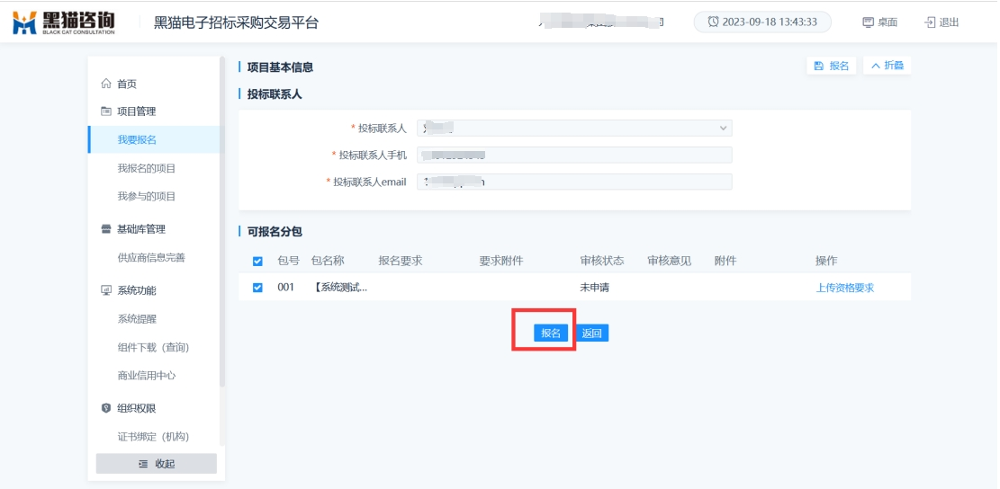 黑猫咨询
BLACK CAT CONSULTATION
黑猫电子招标采购交易平台
2023-09-18 13:43:33
桌面
退出
首页
项目管理
我要报名
我报名的项目
我参与的项目
基础库管理
供应商信息完善
系统功能
系统提醒
组件下载（查询）
商业信用中心
组织权限
证书绑定（机构）
收起
项目基本信息
报名
折叠
投标联系人
* 投标联系人
* 投标联系人手机
* 投标联系人email
可报名分包
包号 包名称 报名要求 要求附件 审核状态 审核意见 附件 操作
001 【系统测试... 未申请 上传资格要求
报名 返回